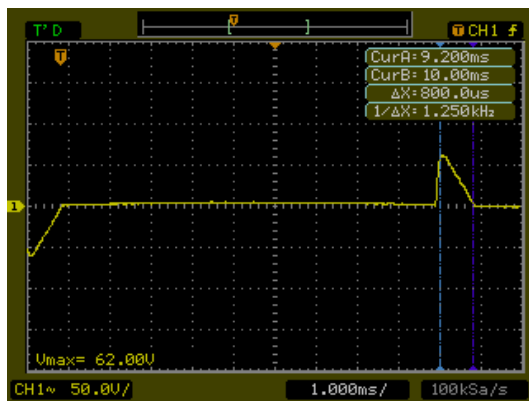 T'D T CH1
T
CurA: 9.200ms
CurB: 10.00ms
ΔX: 800.0us
1/ΔX: 1.250kHz
1
Vmax= 62.00V
CH1~ 50.0V/ 1.000ms/ 100kSa/s